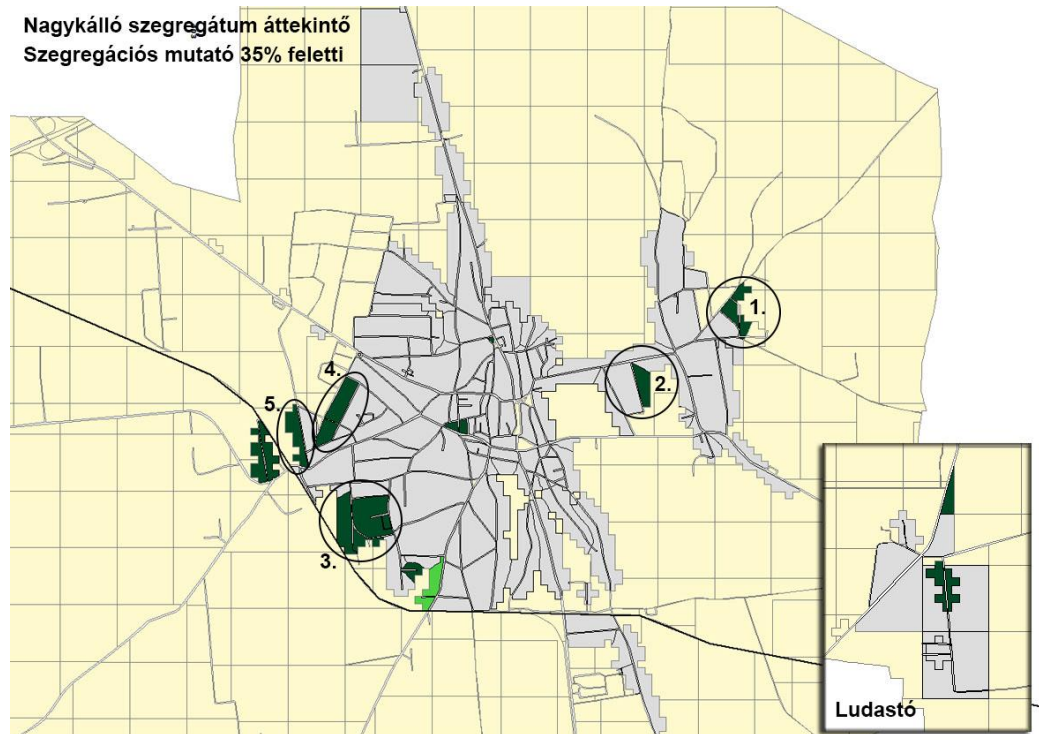 Nagykálló szegregátum áttekintő
Szegregációs mutató 35% feletti
1.
2.
4.
5.
3.
Ludastó